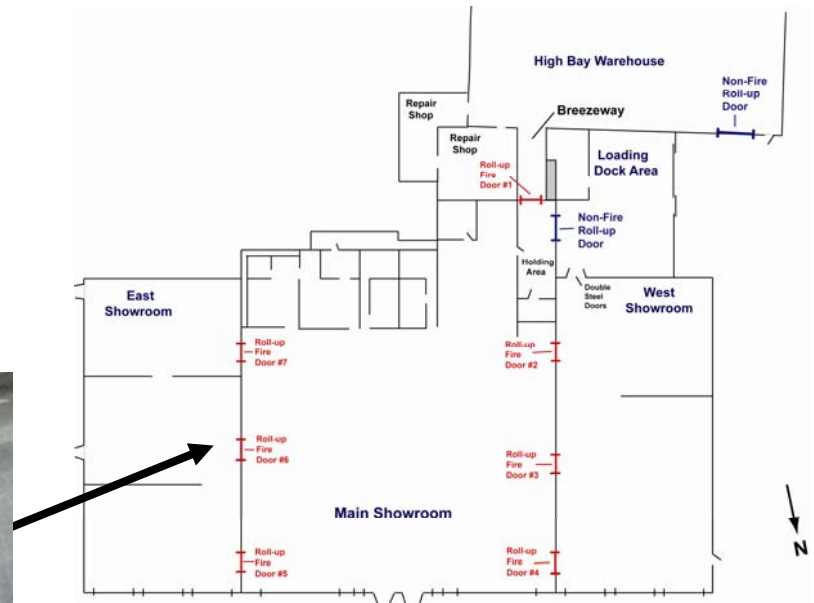 High Bay Warehouse
Non-Fire
Roll-up
Door
Repair
Shop
Breezeway
Repair
Shop
Loading
Dock Area
Roll-up
Fire
Door #1
Non-Fire
Roll-up
Door
Holding
Area
Double
Steel
Doors
East
Showroom
West
Showroom
Roll-up
Fire
Door #7
Roll-up
Fire
Door #2
Roll-up
Fire
Door #6
Roll-up
Fire
Door #3
Main Showroom
N
Roll-up
Fire
Door #5
Roll-up
Fire
Door #4